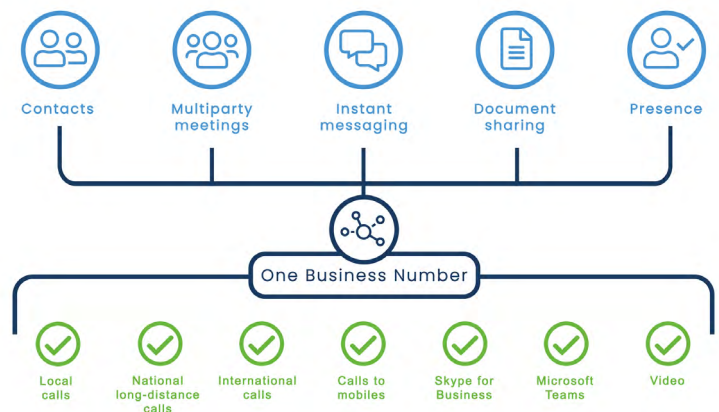 Contacts
Multiparty
meetings
Instant
messaging
Document
sharing
Presence
One Business Number
Local
calls
National
long-distance
calls
International
calls
Calls to
mobiles
Skype for
Business
Microsoft
Teams
Video